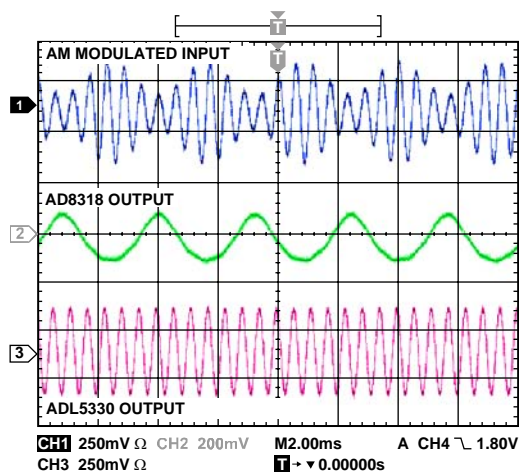 T
T
AM MODULATED INPUT
1
AD8318 OUTPUT
2
3
ADL5330 OUTPUT
CH1 250mV Ω CH2 200mV M2.00ms A CH4 1.80V
CH3 250mV Ω T 0.00000s